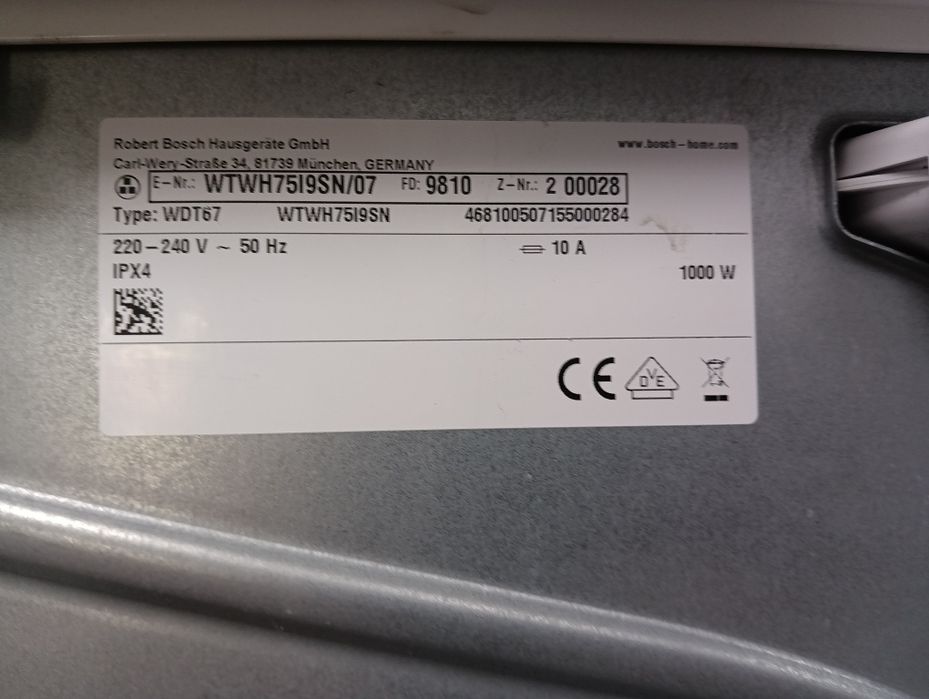 Robert Bosch Hausgeräte GmbH www.bosch-home.com
Carl-Wery-Straße 34, 81739 München, GERMANY
E-Nr.: WTWH75I9SN/07 FD: 9810 Z-Nr.: 2 00028
Type: WDT67 WTWH75I9SN 468100507155000284
220-240 V ~ 50 Hz 10 A
IPX4 1000 W
CE DVE